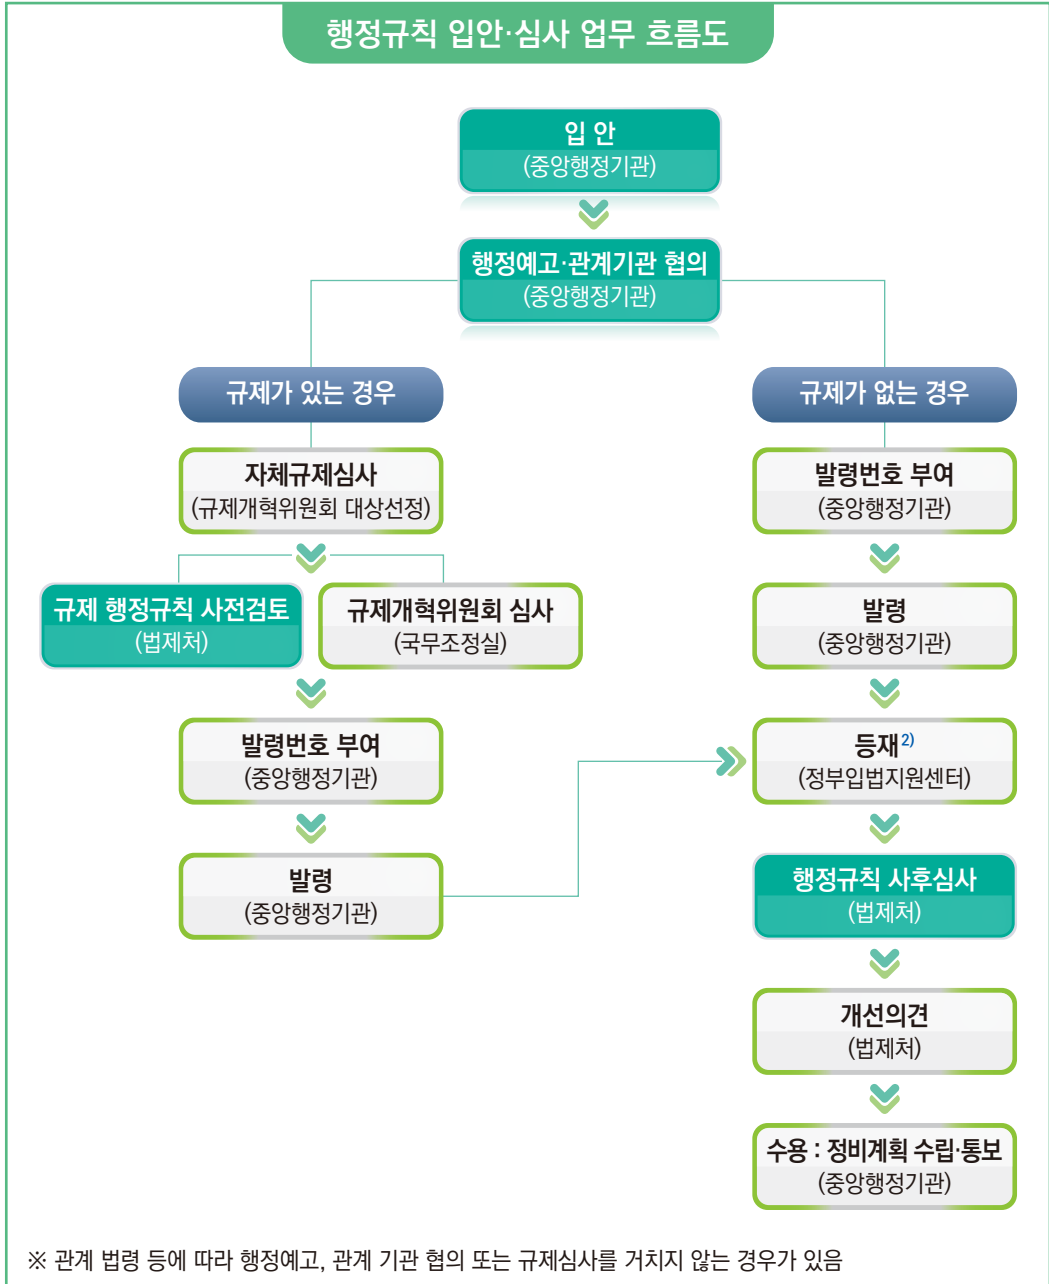 행정규칙 입안·심사 업무 흐름도
입 안
(중앙행정기관)
행정예고·관계기관 협의
(중앙행정기관)
규제가 있는 경우
규제가 없는 경우
자체규제심사
(규제개혁위원회 대상선정)
발령번호 부여
(중앙행정기관)
규제 행정규칙 사전검토
(법제처)
규제개혁위원회 심사
(국무조정실)
발령
(중앙행정기관)
발령번호 부여
(중앙행정기관)
등재2)
(정부입법지원센터)
발령
(중앙행정기관)
행정규칙 사후심사
(법제처)
개선의견
(법제처)
수용 : 정비계획 수립·통보
(중앙행정기관)
※ 관계 법령 등에 따라 행정예고, 관계 기관 협의 또는 규제심사를 거치지 않는 경우가 있음